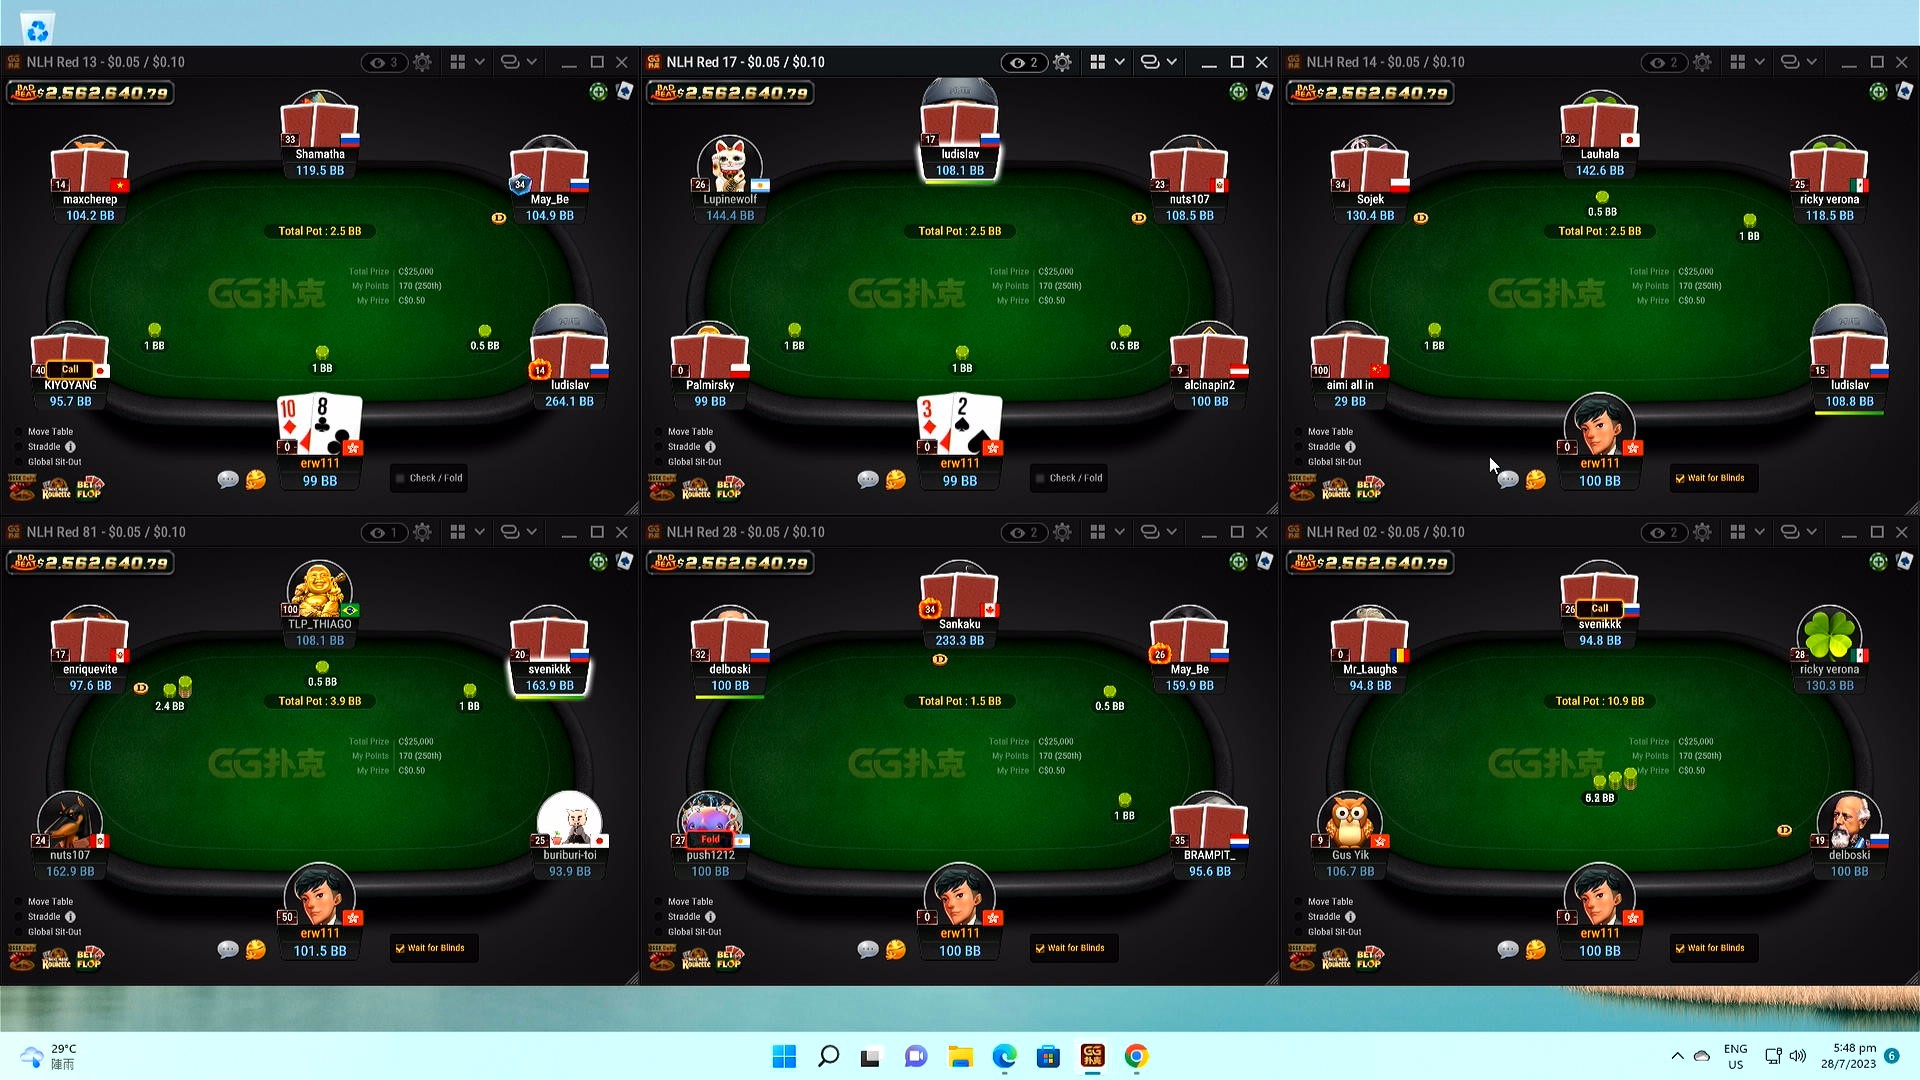 NLH Red 13 - $0.05 / $0.10
3
BAD BEAT $2,562,640.79
33
Shamatha
119.5 BB
14
maxcherep
104.2 BB
34
May_Be
104.9 BB
D
Total Pot : 2.5 BB
GG扑克
Total Prize C$25,000
My Points 170 (250th)
My Prize C$0.50
1 BB
1 BB
0.5 BB
40
Call
KIYOYANG
95.7 BB
14
ludislav
264.1 BB
10 8
Move Table
Straddle
Global Sit-Out
0
erw111
99 BB
Check / Fold
Roulette
BET FLOP
NLH Red 17 - $0.05 / $0.10
2
BAD BEAT $2,562,640.79
17
ludislav
108.1 BB
26
Lupinewolf
144.4 BB
23
nuts107
108.5 BB
D
Total Pot : 2.5 BB
GG扑克
Total Prize C$25,000
My Points 170 (250th)
My Prize C$0.50
1 BB
1 BB
0.5 BB
0
Palmirsky
99 BB
9
alcinapin2
100 BB
3 2
Move Table
Straddle
Global Sit-Out
0
erw111
99 BB
Check / Fold
Roulette
BET FLOP
NLH Red 14 - $0.05 / $0.10
2
BAD BEAT $2,562,640.79
28
Lauhala
142.6 BB
34
Sojek
130.4 BB
25
ricky verona
118.5 BB
D
0.5 BB
Total Pot : 2.5 BB
1 BB
GG扑克
Total Prize C$25,000
My Points 170 (250th)
My Prize C$0.50
1 BB
100
aimi all in
29 BB
15
ludislav
108.8 BB
Move Table
Straddle
Global Sit-Out
0
erw111
100 BB
Wait for Blinds
Roulette
BET FLOP
NLH Red 81 - $0.05 / $0.10
1
BAD BEAT $2,562,640.79
100
TLP_THIAGO
108.1 BB
17
enriquevite
97.6 BB
20
svenikkk
163.9 BB
D
2.4 BB
0.5 BB
Total Pot : 3.9 BB
1 BB
GG扑克
Total Prize C$25,000
My Points 170 (250th)
My Prize C$0.50
24
nuts107
162.9 BB
25
buriburi-toi
93.9 BB
Move Table
Straddle
Global Sit-Out
50
erw111
101.5 BB
Wait for Blinds
Roulette
BET FLOP
NLH Red 28 - $0.05 / $0.10
2
BAD BEAT $2,562,640.79
34
Sankaku
233.3 BB
32
delboski
100 BB
26
May_Be
159.9 BB
D
Total Pot : 1.5 BB
0.5 BB
GG扑克
Total Prize C$25,000
My Points 170 (250th)
My Prize C$0.50
1 BB
27
Fold
push1212
100 BB
35
BRAMPIT_
95.6 BB
Move Table
Straddle
Global Sit-Out
0
erw111
100 BB
Wait for Blinds
Roulette
BET FLOP
NLH Red 02 - $0.05 / $0.10
2
BAD BEAT $2,562,640.79
26
Call
svenikkk
94.8 BB
0
Mr_Laughs
94.8 BB
28
ricky verona
130.3 BB
Total Pot : 10.9 BB
GG扑克
Total Prize C$25,000
My Points 170 (250th)
My Prize C$0.50
D
9
Gus Yik
106.7 BB
19
delboski
100 BB
Move Table
Straddle
Global Sit-Out
0
erw111
100 BB
Wait for Blinds
Roulette
BET FLOP
29°C
陣雨
GG
扑克
ENG
US
5:48 pm
28/7/2023
6